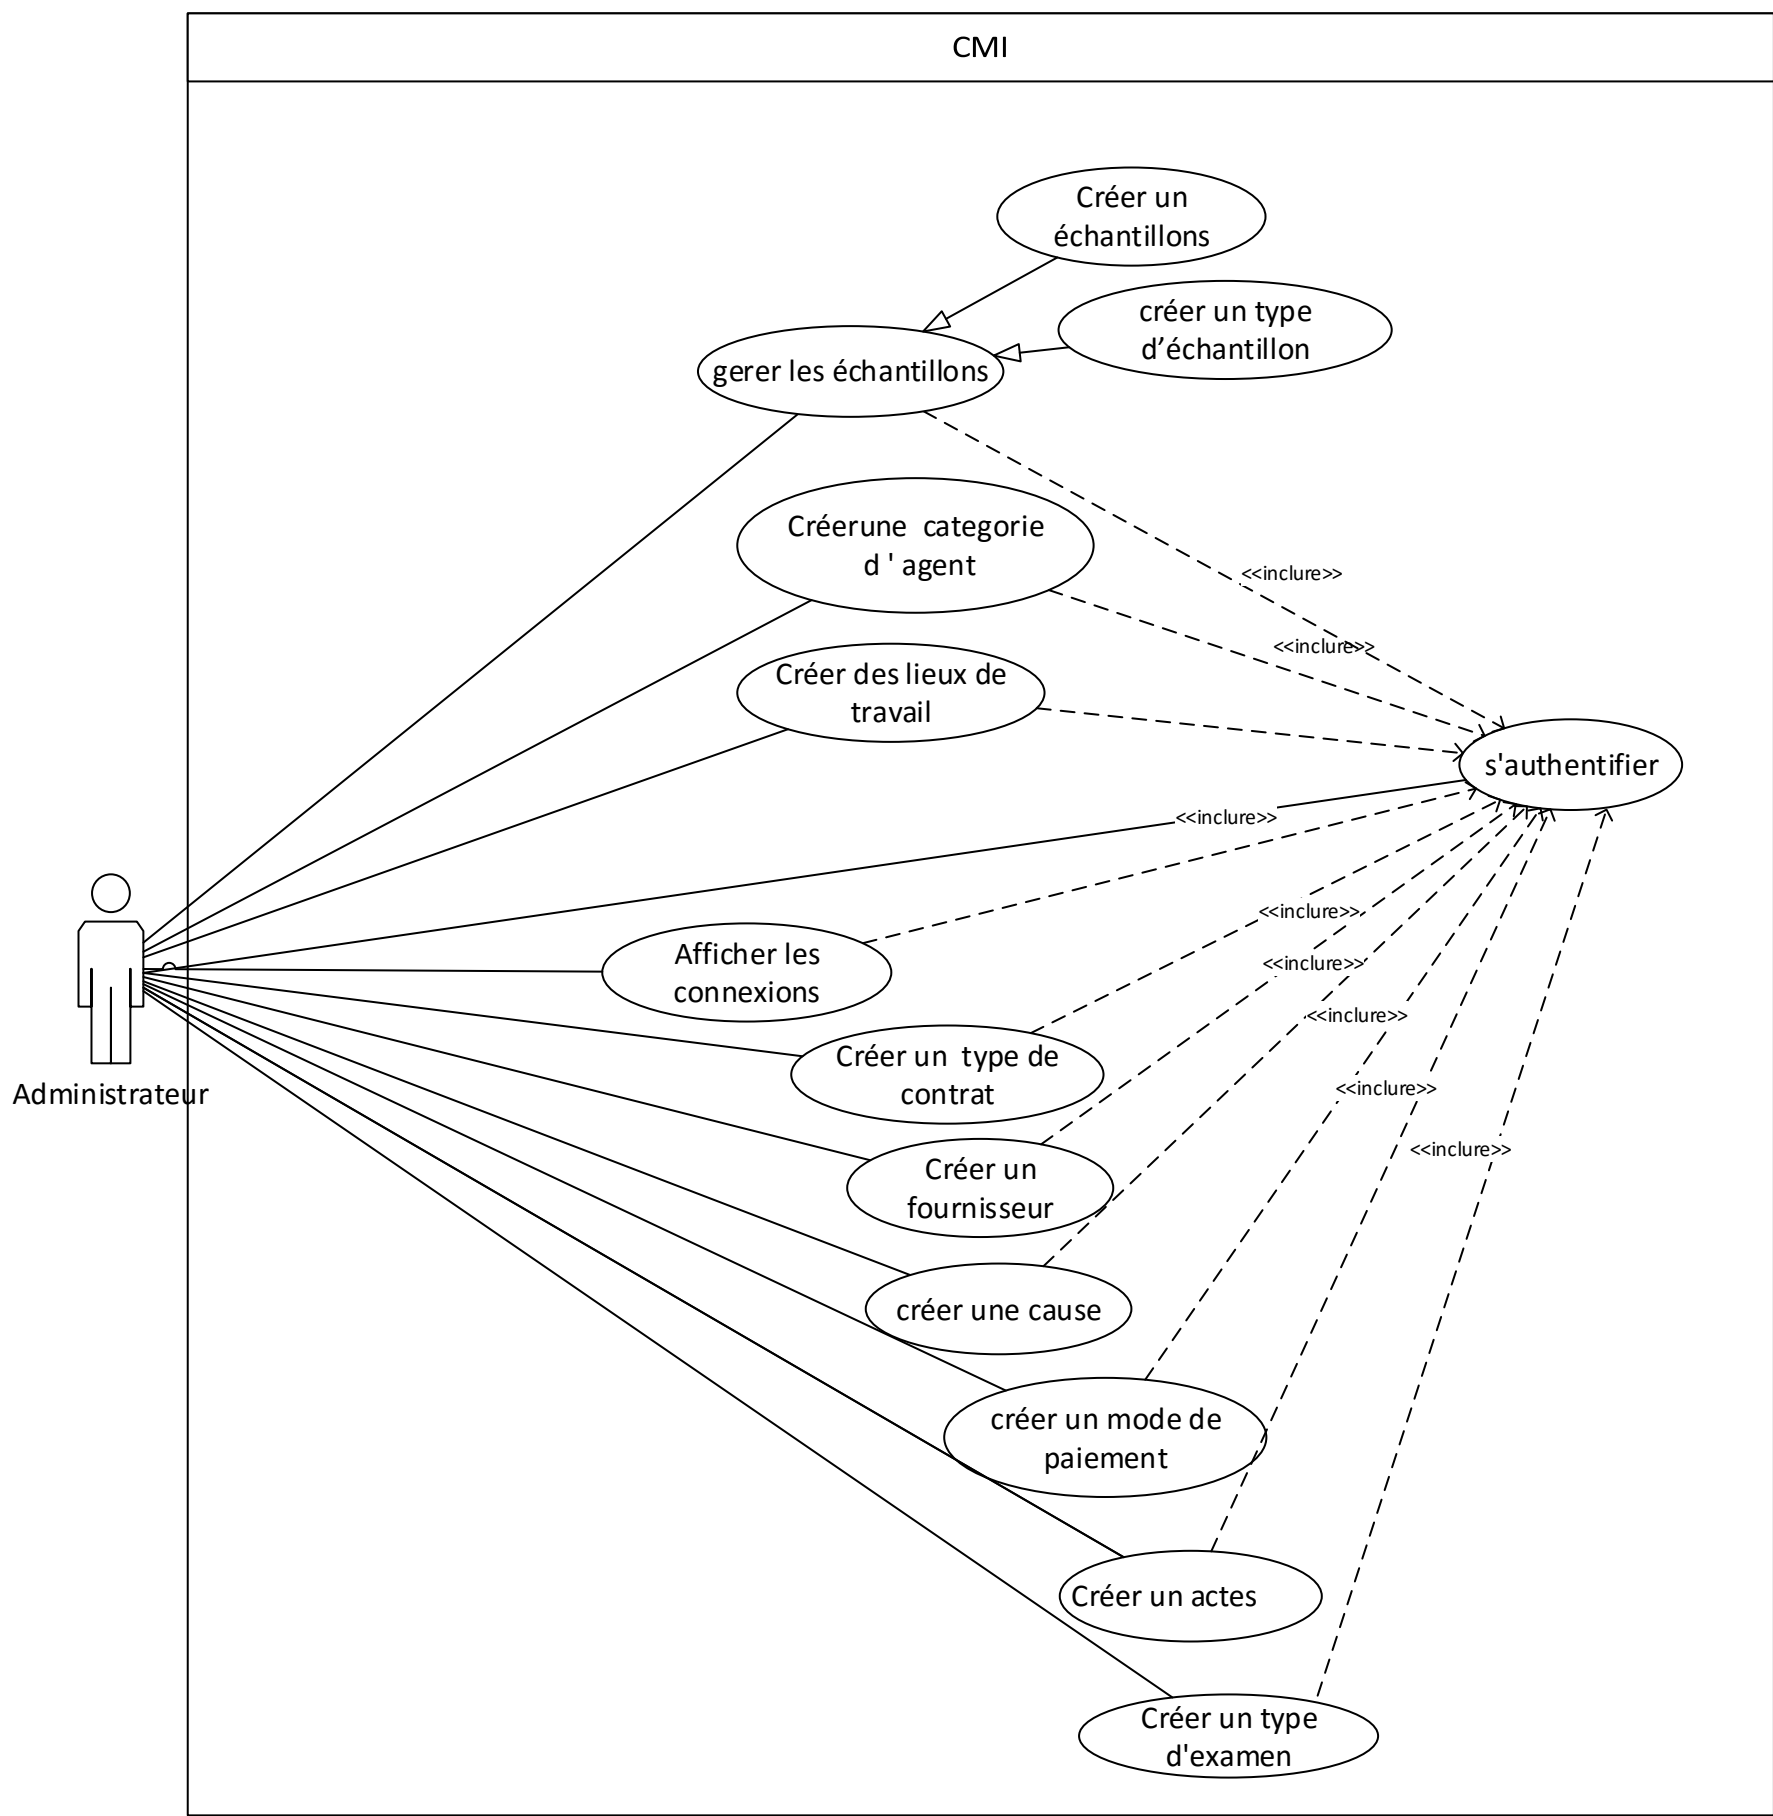 CMI
Créer un
échantillons
créer un type
d’échantillon
gerer les échantillons
Créerune  categorie
d ' agent
<<inclure>>
<<inclure>>
Créer des lieux de
travail
s'authentifier
<<inclure>>
<<inclure>>
Afficher les
connexions
<<inclure>>
<<inclure>>
Créer un  type de
contrat
Administrateur
<<inclure>>
<<inclure>>
Créer un
fournisseur
créer une cause
créer un mode de
paiement
Créer un actes
Créer un type
d'examen